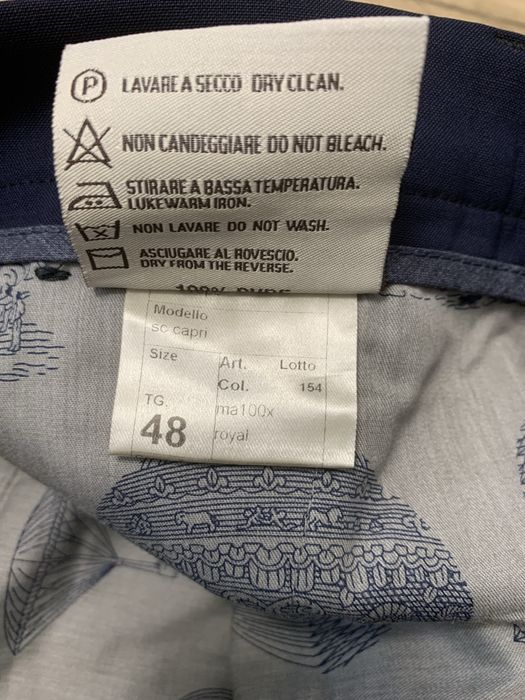 P LAVARE A SECCO DRY CLEAN.
NON CANDEGGIARE DO NOT BLEACH.
STIRARE A BASSA TEMPERATURA.
LUKEWARM IRON.
NON LAVARE DO NOT WASH.
ASCIUGARE AL ROVESCIO.
DRY FROM THE REVERSE.
100% PURE
Modello
sc capri
Size Art. Lotto
Col. 154
TG. ma100x
48 royal